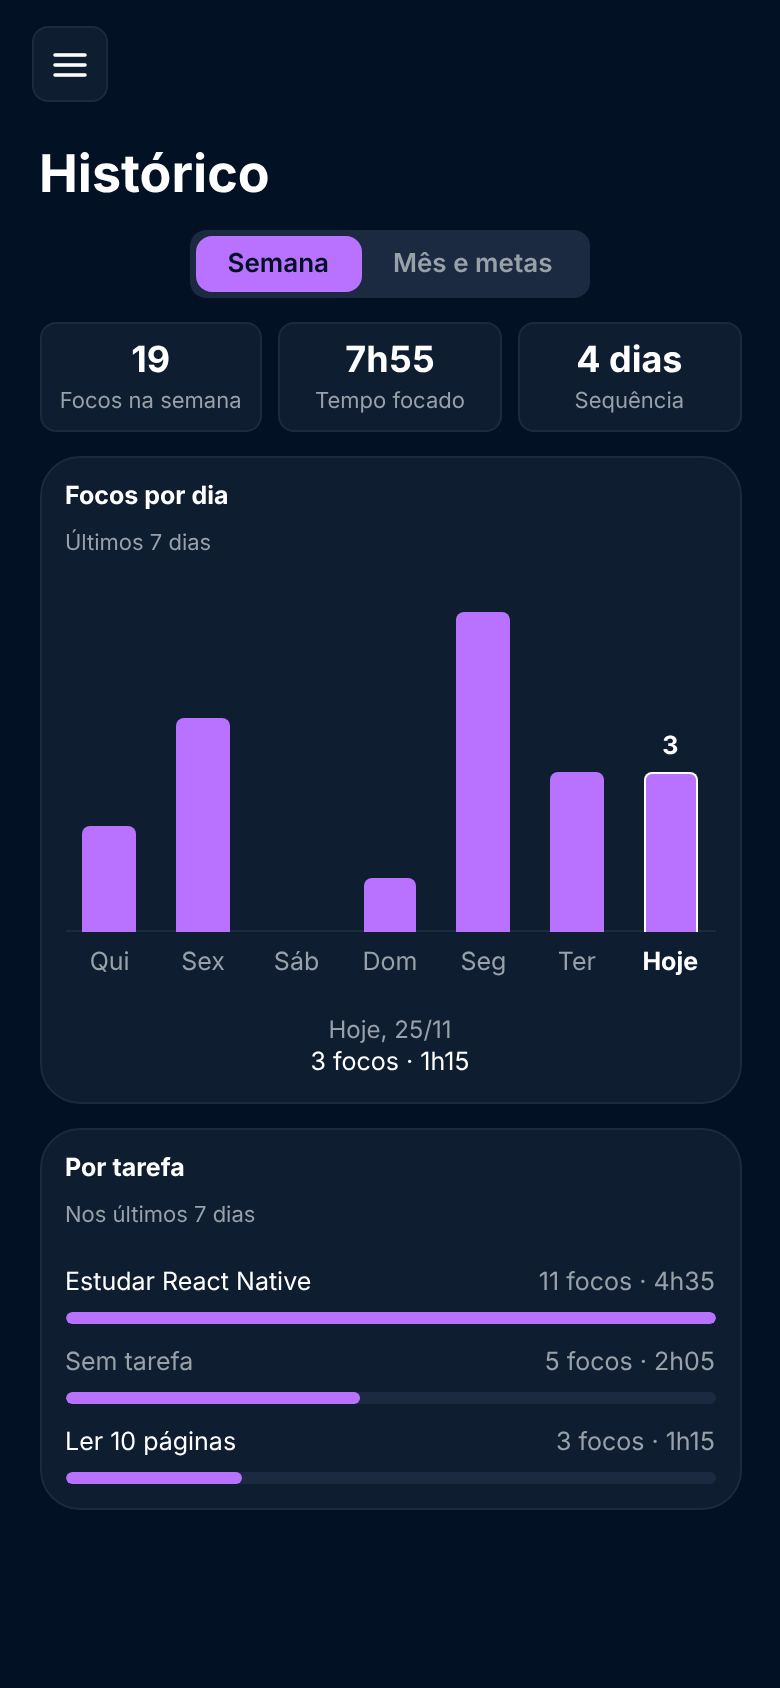 Histórico
Semana Mês e metas
19 7h55 4 dias
Focos na semana Tempo focado Sequência
Focos por dia
Últimos 7 dias
3
Qui Sex Sáb Dom Seg Ter Hoje
Hoje, 25/11
3 focos · 1h15
Por tarefa
Nos últimos 7 dias
Estudar React Native 11 focos · 4h35
Sem tarefa 5 focos · 2h05
Ler 10 páginas 3 focos · 1h15